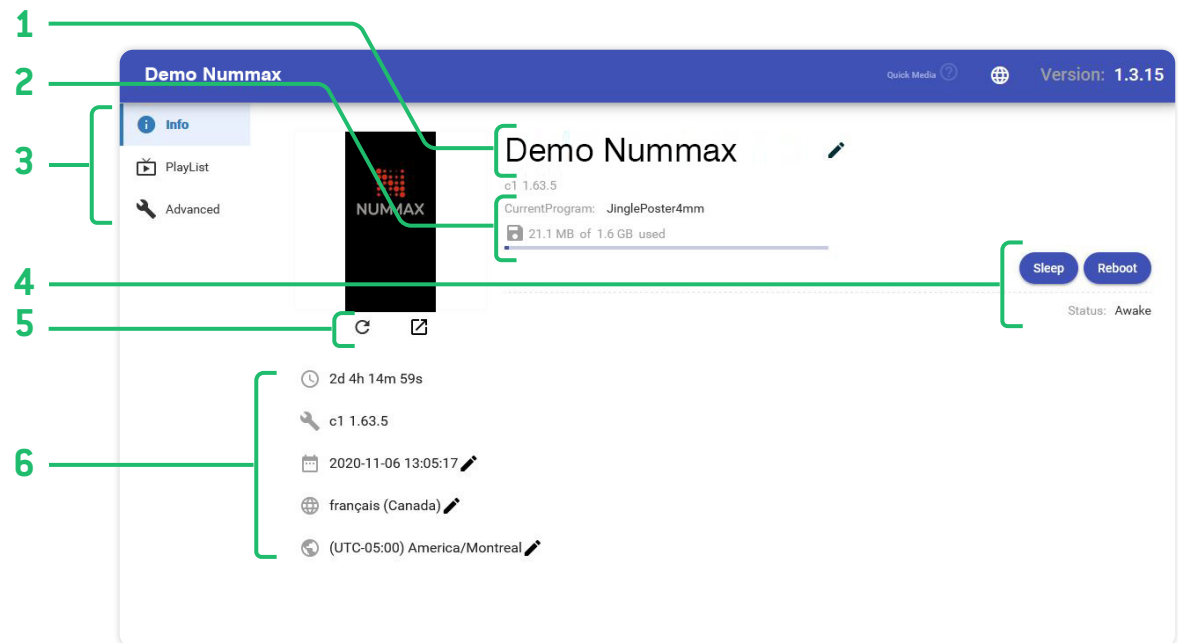 1
2
3
4
5
6
Demo Nummax
Quick Media ?
Version: 1.3.15
Info
PlayList
Advanced
NUMMAX
Demo Nummax
c1 1.63.5
CurrentProgram: JinglePoster4mm
21.1 MB of 1.6 GB used
Sleep
Reboot
Status: Awake
2d 4h 14m 59s
c1 1.63.5
2020-11-06 13:05:17
français (Canada)
(UTC-05:00) America/Montreal